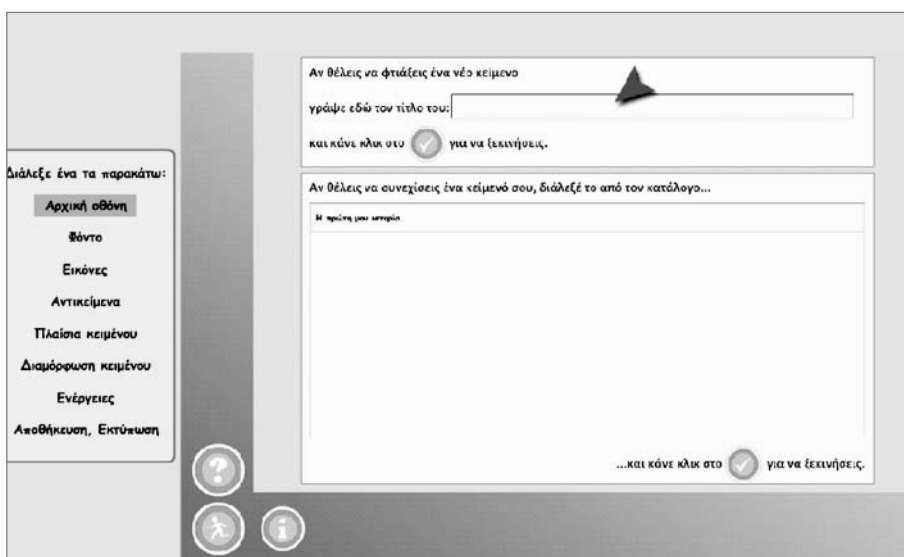 Διάλεξε ένα τα παρακάτω:
Αρχική οθόνη
Φόντο
Εικόνες
Αντικείμενα
Πλαίσια κειμένου
Διαμόρφωση κειμένου
Ενέργειες
Αποθήκευση, Εκτύπωση
Αν θέλεις να φτιάξεις ένα νέο κείμενο
γράψε εδώ τον τίτλο του:
και κάνε κλικ στο για να ξεκινήσεις.
Αν θέλεις να συνεχίσεις ένα κείμενό σου, διάλεξέ το από τον κατάλογο...
Η πρώτη μου ιστορία
...και κάνε κλικ στο για να ξεκινήσεις.
?
i